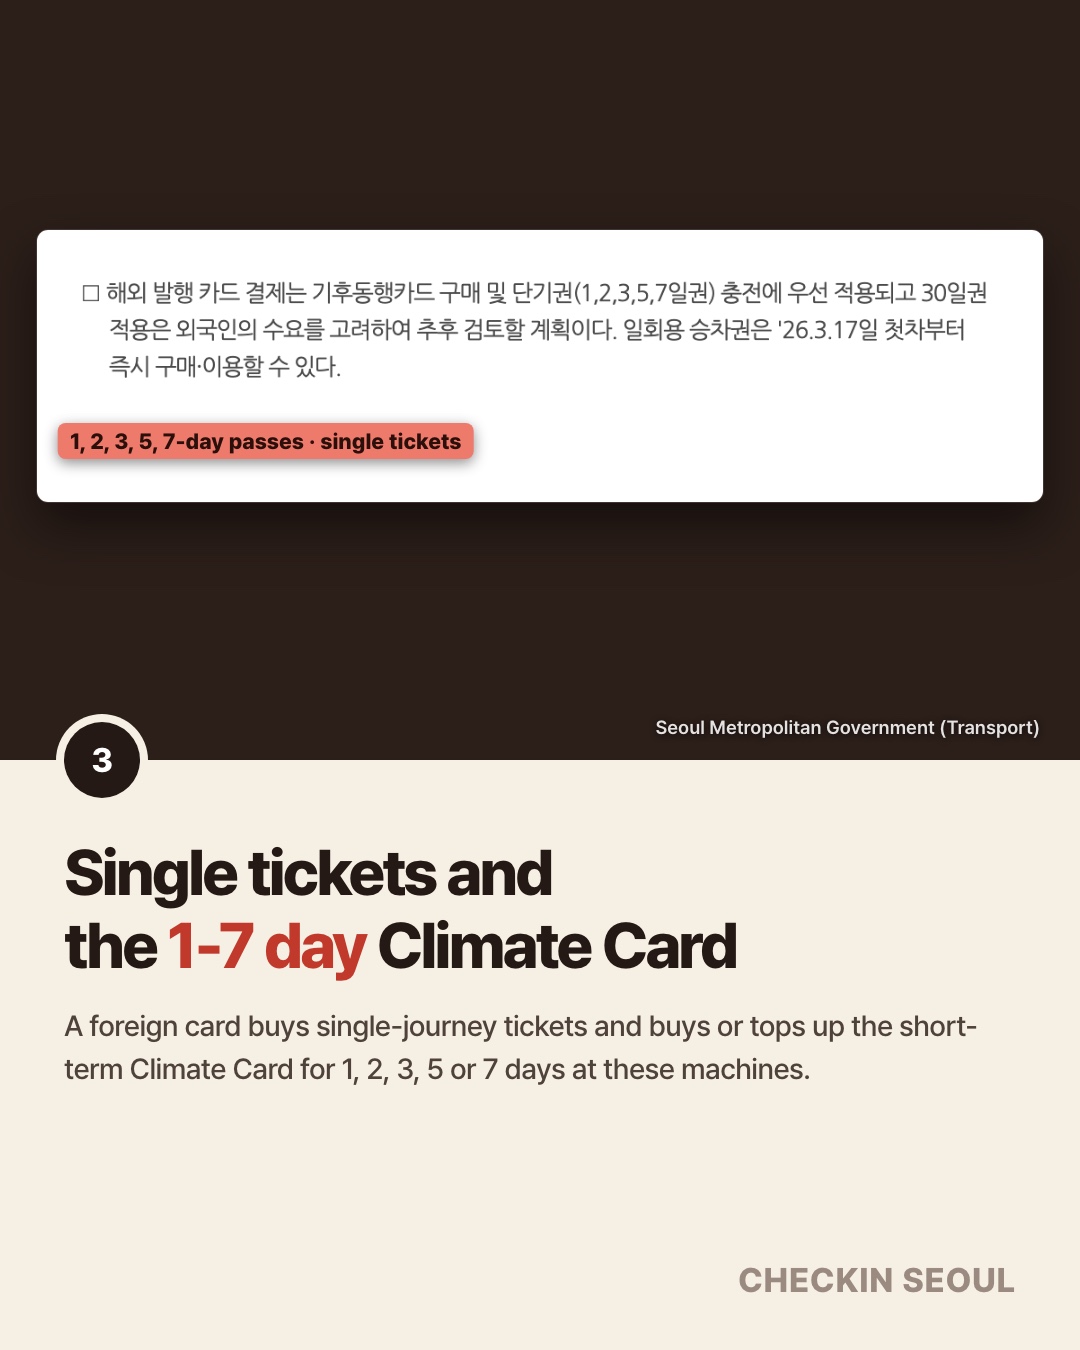 □ 해외 발행 카드 결제는 기후동행카드 구매 및 단기권(1,2,3,5,7일권) 충전에 우선 적용되고 30일권
적용은 외국인의 수요를 고려하여 추후 검토할 계획이다. 일회용 승차권은 '26.3.17일 첫차부터
즉시 구매·이용할 수 있다.
1, 2, 3, 5, 7-day passes · single tickets
Seoul Metropolitan Government (Transport)
3
Single tickets and
the 1-7 day Climate Card
A foreign card buys single-journey tickets and buys or tops up the short-
term Climate Card for 1, 2, 3, 5 or 7 days at these machines.
CHECKIN SEOUL